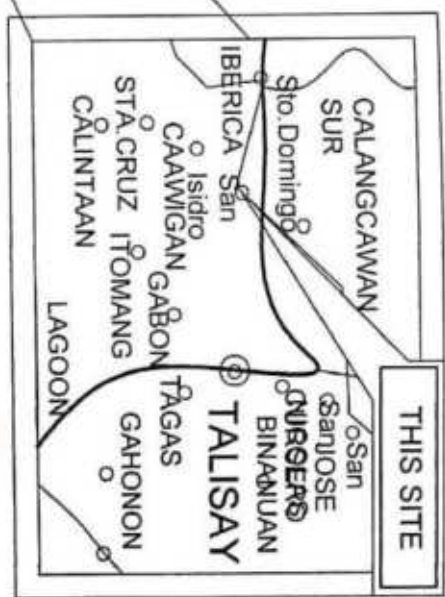 THIS SITE
CALANGCAWAN
SUR
Sto.Domingo
IBERICA
San
Isidro
CAAWIGAN
STA.CRUZ
CALINTAAN
ITOMANG
GABON
LAGOON
TAGAS
GAHONON
TALISAY
BINANUAN
San
San
JOSE